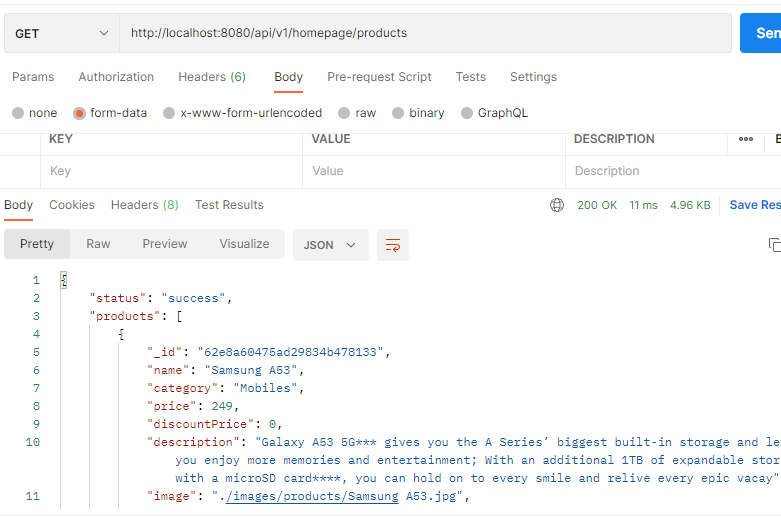 GET http://localhost:8080/api/v1/homepage/products Sen
Params Authorization Headers (6) Body Pre-request Script Tests Settings
none form-data x-www-form-urlencoded raw binary GraphQL
KEY VALUE DESCRIPTION ••• B
Key Value Description
Body Cookies Headers (8) Test Results 200 OK 11 ms 4.96 KB Save Res
Pretty Raw Preview Visualize JSON
1 {
2 "status": "success",
3 "products": [
4 {
5 "_id": "62e8a60475ad29834b478133",
6 "name": "Samsung A53",
7 "category": "Mobiles",
8 "price": 249,
9 "discountPrice": 0,
10 "description": "Galaxy A53 5G*** gives you the A Series’ biggest built-in storage and le
you enjoy more memories and entertainment; With an additional 1TB of expandable stor
with a microSD card****, you can hold on to every smile and relive every epic vacay"
11 "image": "./images/products/Samsung A53.jpg",